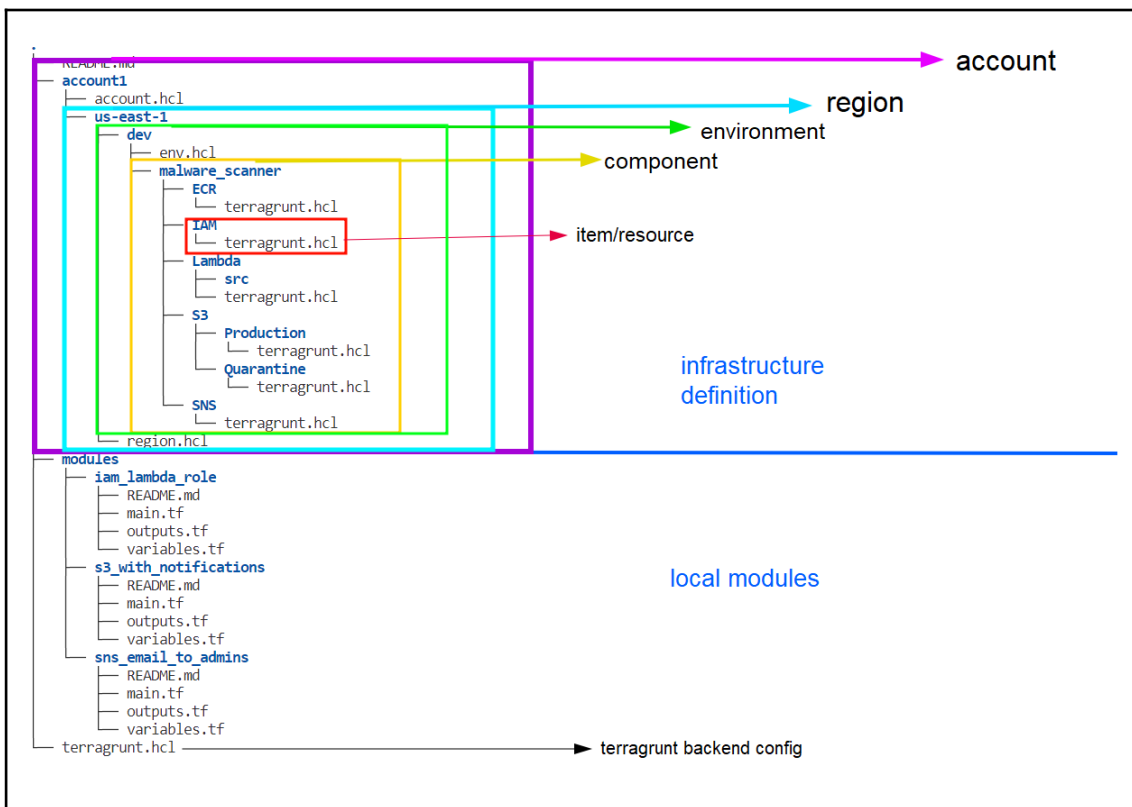 .
README.md
account
account1
account.hcl
region
us-east-1
dev
environment
env.hcl
component
malware_scanner
ECR
terragrunt.hcl
IAM
terragrunt.hcl
item/resource
Lambda
src
terragrunt.hcl
S3
Production
terragrunt.hcl
Quarantine
terragrunt.hcl
infrastructure
definition
SNS
terragrunt.hcl
region.hcl
modules
iam_lambda_role
README.md
main.tf
outputs.tf
variables.tf
s3_with_notifications
README.md
main.tf
outputs.tf
variables.tf
local modules
sns_email_to_admins
README.md
main.tf
outputs.tf
variables.tf
terragrunt.hcl
terragrunt backend config